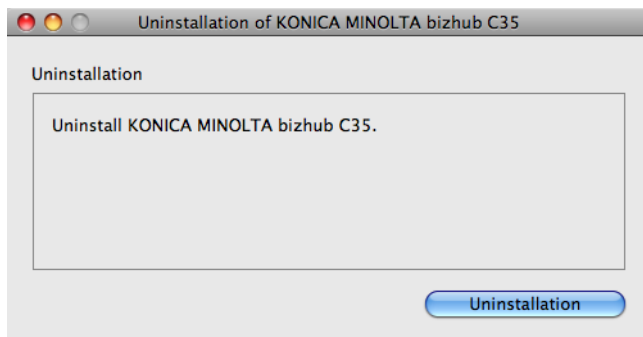 Uninstallation of KONICA MINOLTA bizhub C35
Uninstallation
Uninstall KONICA MINOLTA bizhub C35.
Uninstallation